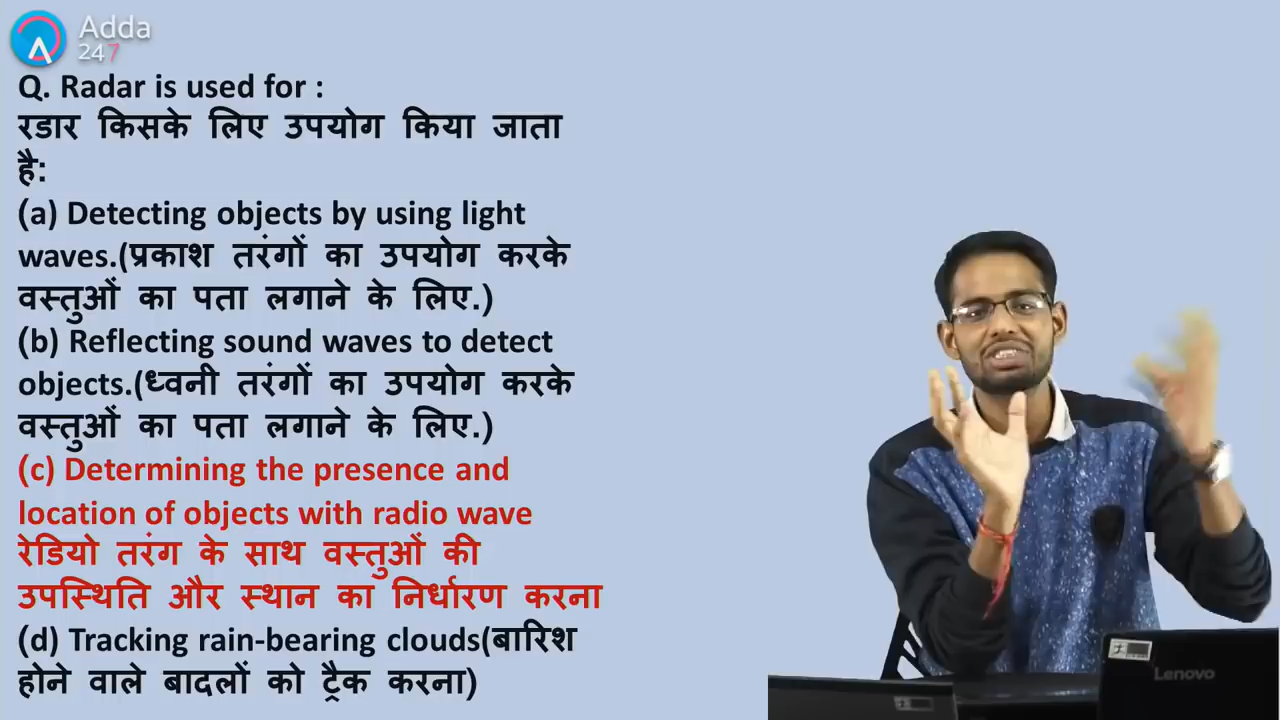 Adda
247
Q. Radar is used for :
रडार किसके लिए उपयोग किया जाता
है:
(a) Detecting objects by using light
waves.(प्रकाश तरंगों का उपयोग करके
वस्तुओं का पता लगाने के लिए.)
(b) Reflecting sound waves to detect
objects.(ध्वनी तरंगों का उपयोग करके
वस्तुओं का पता लगाने के लिए.)
(c) Determining the presence and
location of objects with radio wave
रेडियो तरंग के साथ वस्तुओं की
उपस्थिति और स्थान का निर्धारण करना
(d) Tracking rain-bearing clouds(बारिश
होने वाले बादलों को ट्रैक करना)
Lenovo